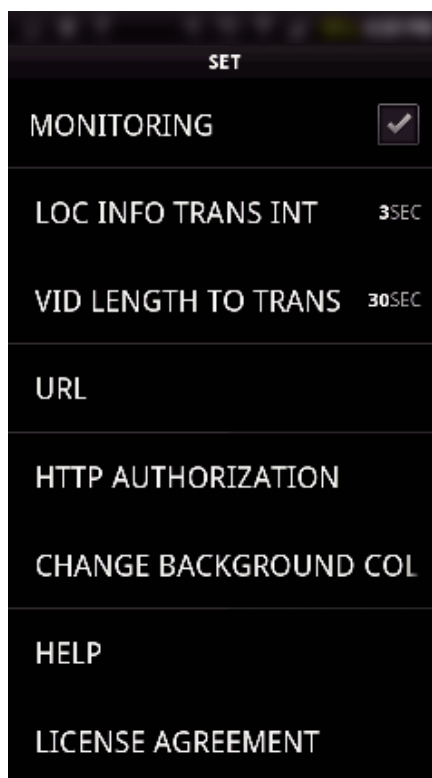 SET
MONITORING
LOC INFO TRANS INT 3SEC
VID LENGTH TO TRANS 30SEC
URL
HTTP AUTHORIZATION
CHANGE BACKGROUND COL
HELP
LICENSE AGREEMENT